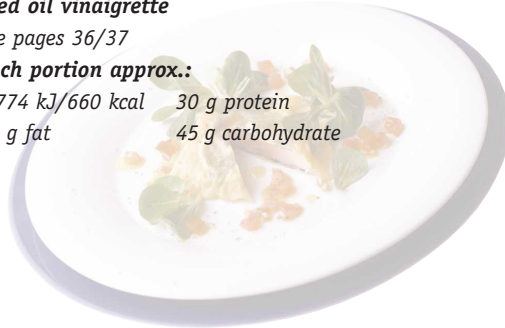 ed oil vinaigrette
e pages 36/37
ch portion approx.:
774 kJ/660 kcal 30 g protein
g fat 45 g carbohydrate